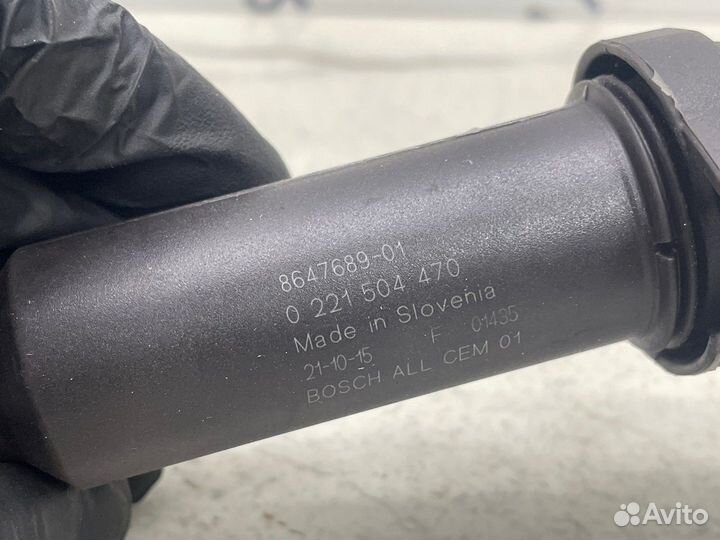 8647689-01
0 221 504 470
Made in Slovenia
21-10-15 F 01435
BOSCH ALL CEM 01
Avito